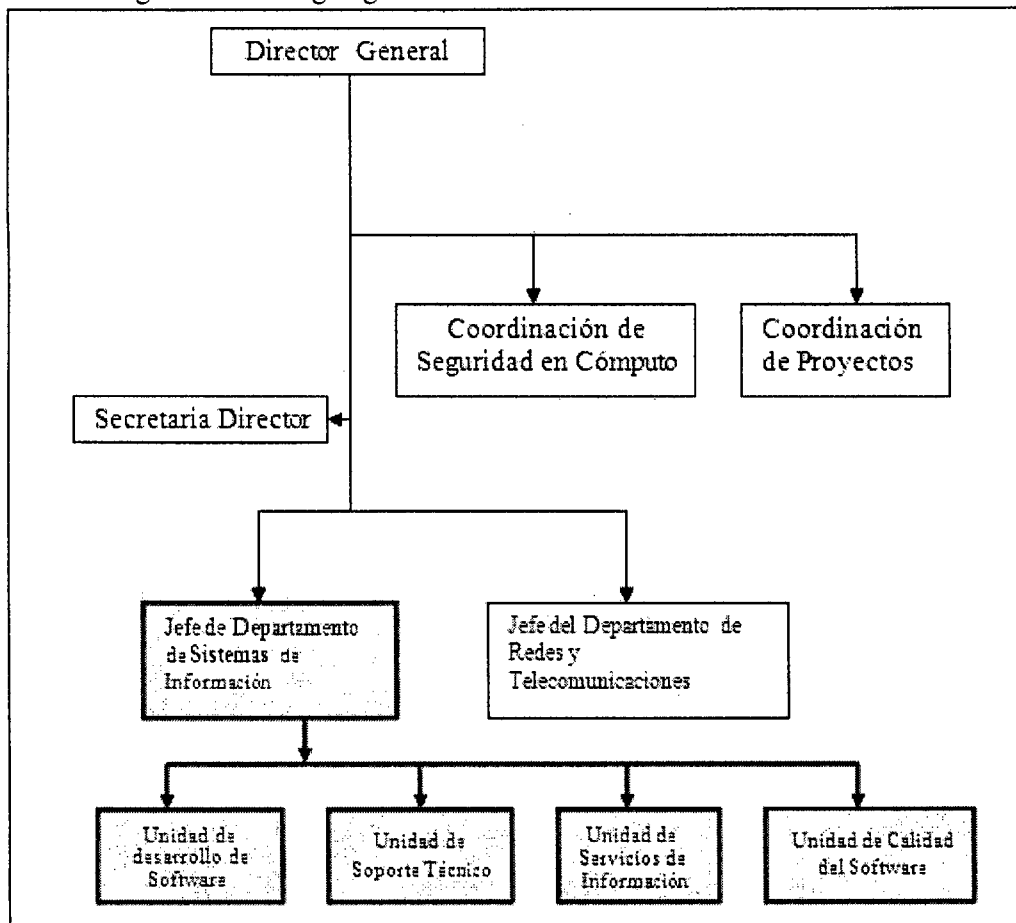 Director General
Coordinación de
Seguridad en Cómputo
Coordinación
de Proyectos
Secretaria Director
Jefe de Departamento
de Sistemas de
Información
Jefe del Departamento de
Redes y
Telecomunicaciones
Unidad de
desarrollo de
Software
Unidad de
Soporte Técnico
Unidad de
Servicios de
Información
Unidad de Calidad
del Software